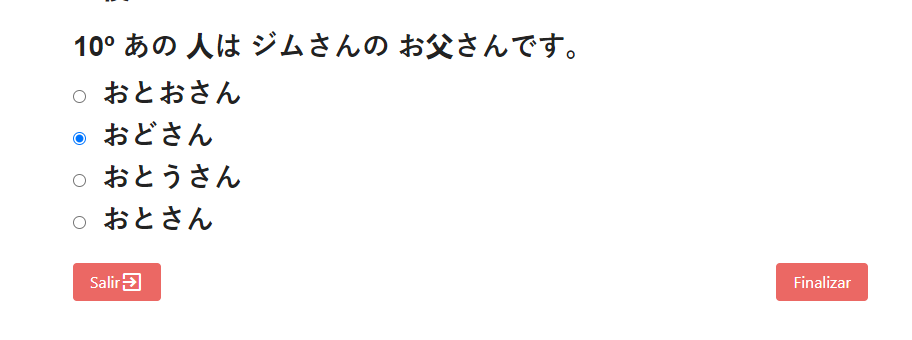 10º あの 人は ジムさんの お父さんです。
おとおさん
おどさん
おとうさん
おとさん
Salir
Finalizar